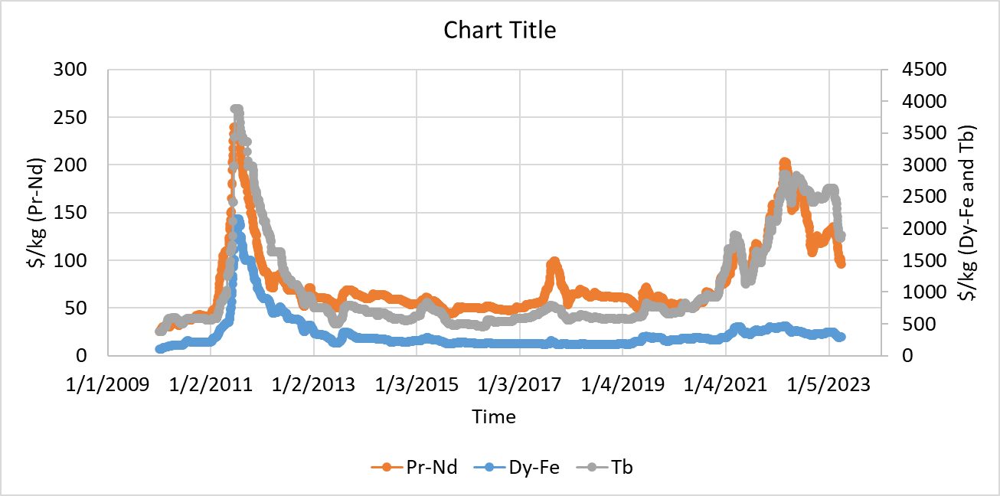 Chart Title
300
250
200
150
100
50
0
$/kg (Pr-Nd)
4500
4000
3500
3000
2500
2000
1500
1000
500
0
$/kg (Dy-Fe and Tb)
1/1/2009 1/2/2011 1/2/2013 1/3/2015 1/3/2017 1/4/2019 1/4/2021 1/5/2023
Time
Pr-Nd Dy-Fe Tb